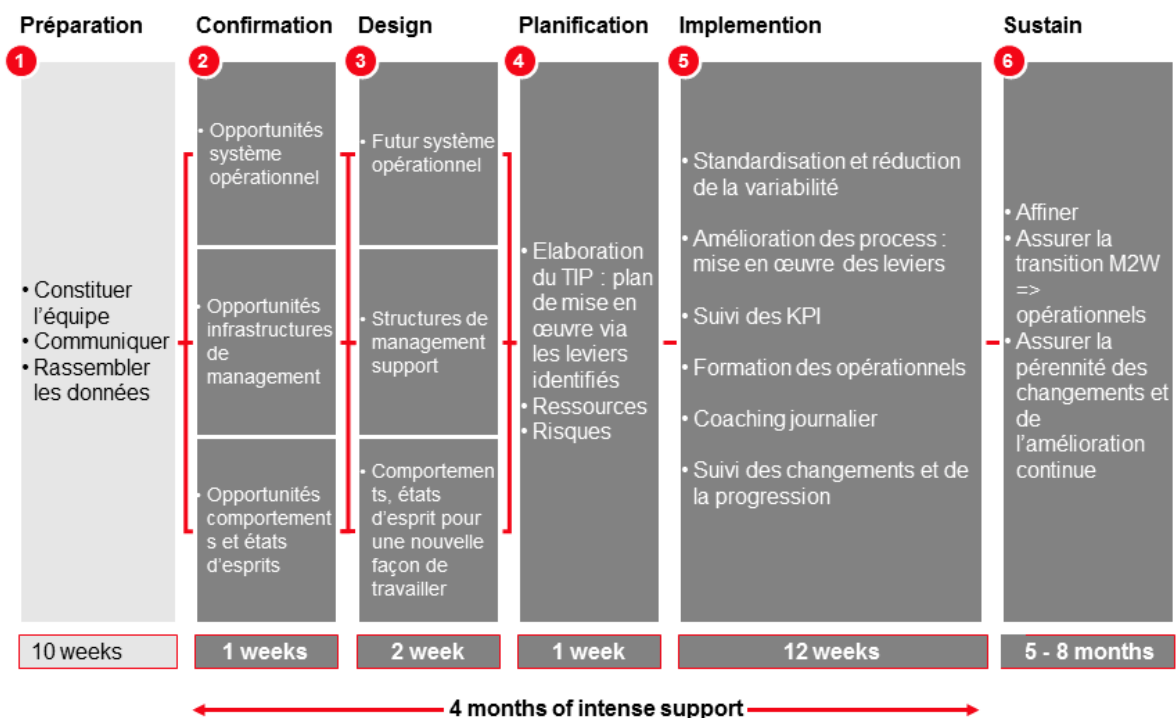 Préparation
Confirmation
Design
Planification
Implemention
Sustain
1
2
3
4
5
6
• Constituer
l'équipe
• Communiquer
• Rassembler
les données
• Opportunités
système
opérationnel
• Opportunités
infrastructures
de
management
• Opportunités
comportement
s et états
d'esprits
• Futur système
opérationnel
• Structures de
management
support
• Comportemen
ts, états
d'esprit pour
une nouvelle
façon de
travailler
• Elaboration
du TIP : plan
de mise en
œuvre via
les leviers
identifiés
• Ressources
• Risques
• Standardisation et réduction
de la variabilité
• Amélioration des process :
mise en œuvre des leviers
• Suivi des KPI
• Formation des opérationnels
• Coaching journalier
• Suivi des changements et de
la progression
• Affiner
• Assurer la
transition M2W
=>
opérationnels
• Assurer la
pérennité des
changements et
de
l'amélioration
continue
10 weeks
1 weeks
2 week
1 week
12 weeks
5 - 8 months
4 months of intense support